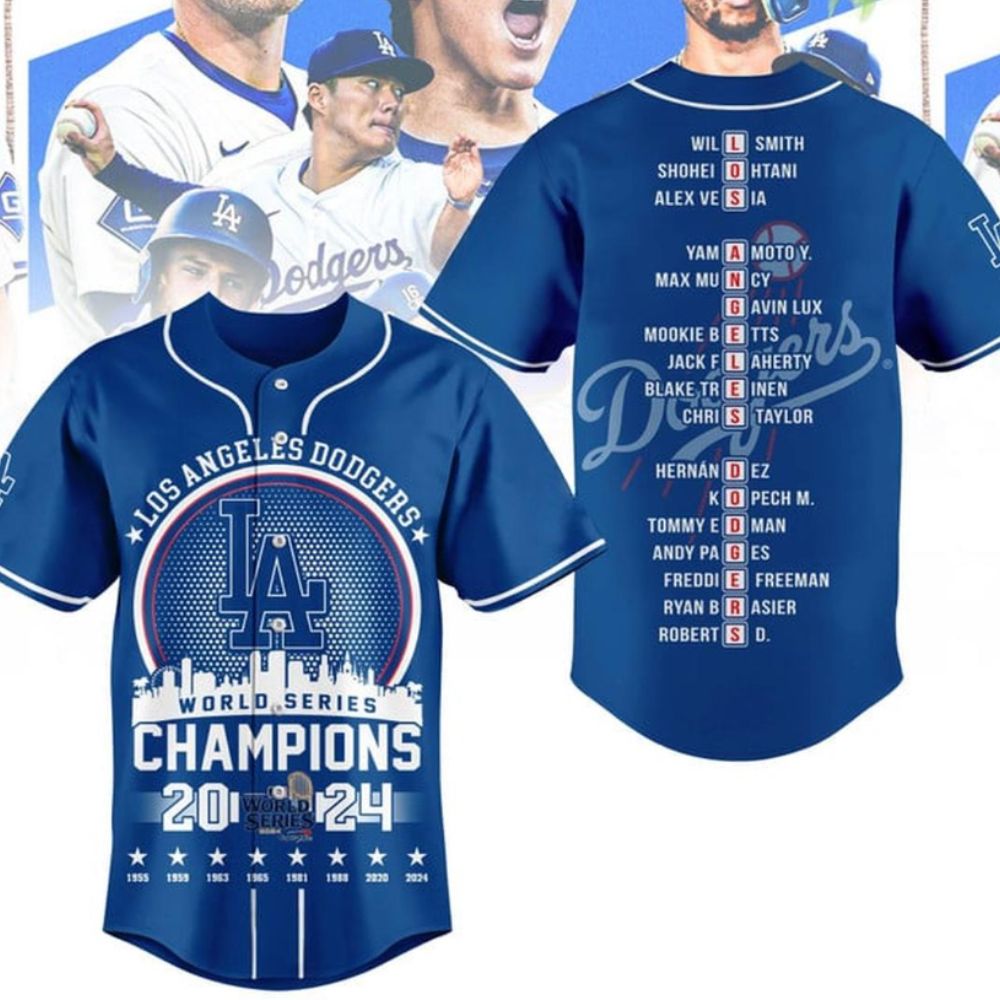 LA
Dodgers
LA
LA
LOS ANGELES DODGERS
LA
WORLD SERIES
CHAMPIONS
2024
WORLD
SERIES
2024
1955 1959 1963 1965 1981 1988 2020 2024
WIL L SMITH
SHOHEI O HTANI
ALEX VE S IA
YAM A MOTO Y.
MAX MU N CY
G AVIN LUX
MOOKIE B E TTS
JACK F L AHERTY
BLAKE TR E INEN
CHRI S TAYLOR
HERNÁN D EZ
K O PECH M.
TOMMY E D MAN
ANDY PA G ES
FREDDI E FREEMAN
RYAN B R ASIER
ROBERT S D.
Dodgers